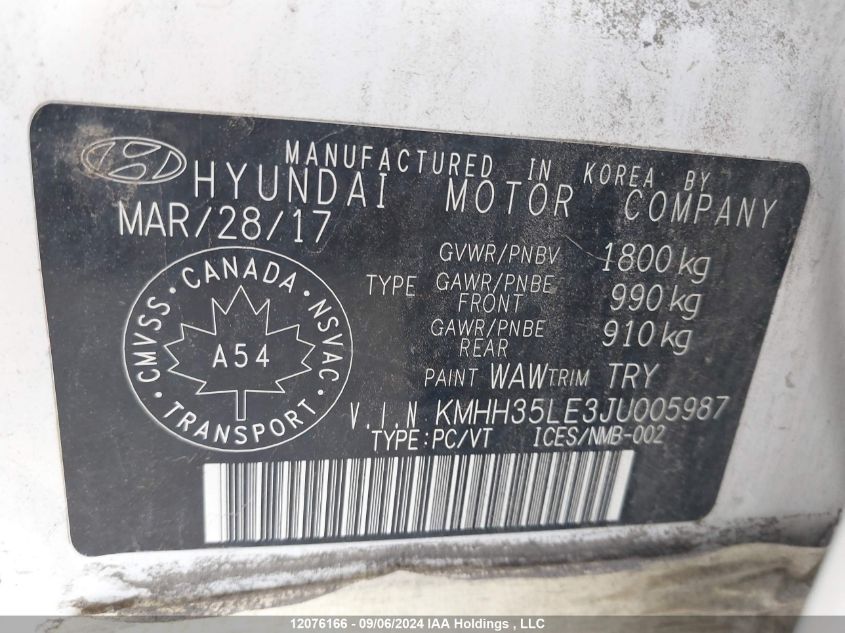 MANUFACTURED IN KOREA BY
HYUNDAI MOTOR COMPANY
MAR/28/17
GVWR/PNBV 1800 kg
TYPE GAWR/PNBE FRONT 990 kg
GAWR/PNBE REAR 910 kg
CMVSS · CANADA · NSVAC · TRANSPORT ·
A54
PAINT WAW TRIM TRY
V.I.N KMHH35LE3JU005987
TYPE:PC/VT ICES/NMB-002
12076166 - 09/06/2024 IAA Holdings , LLC